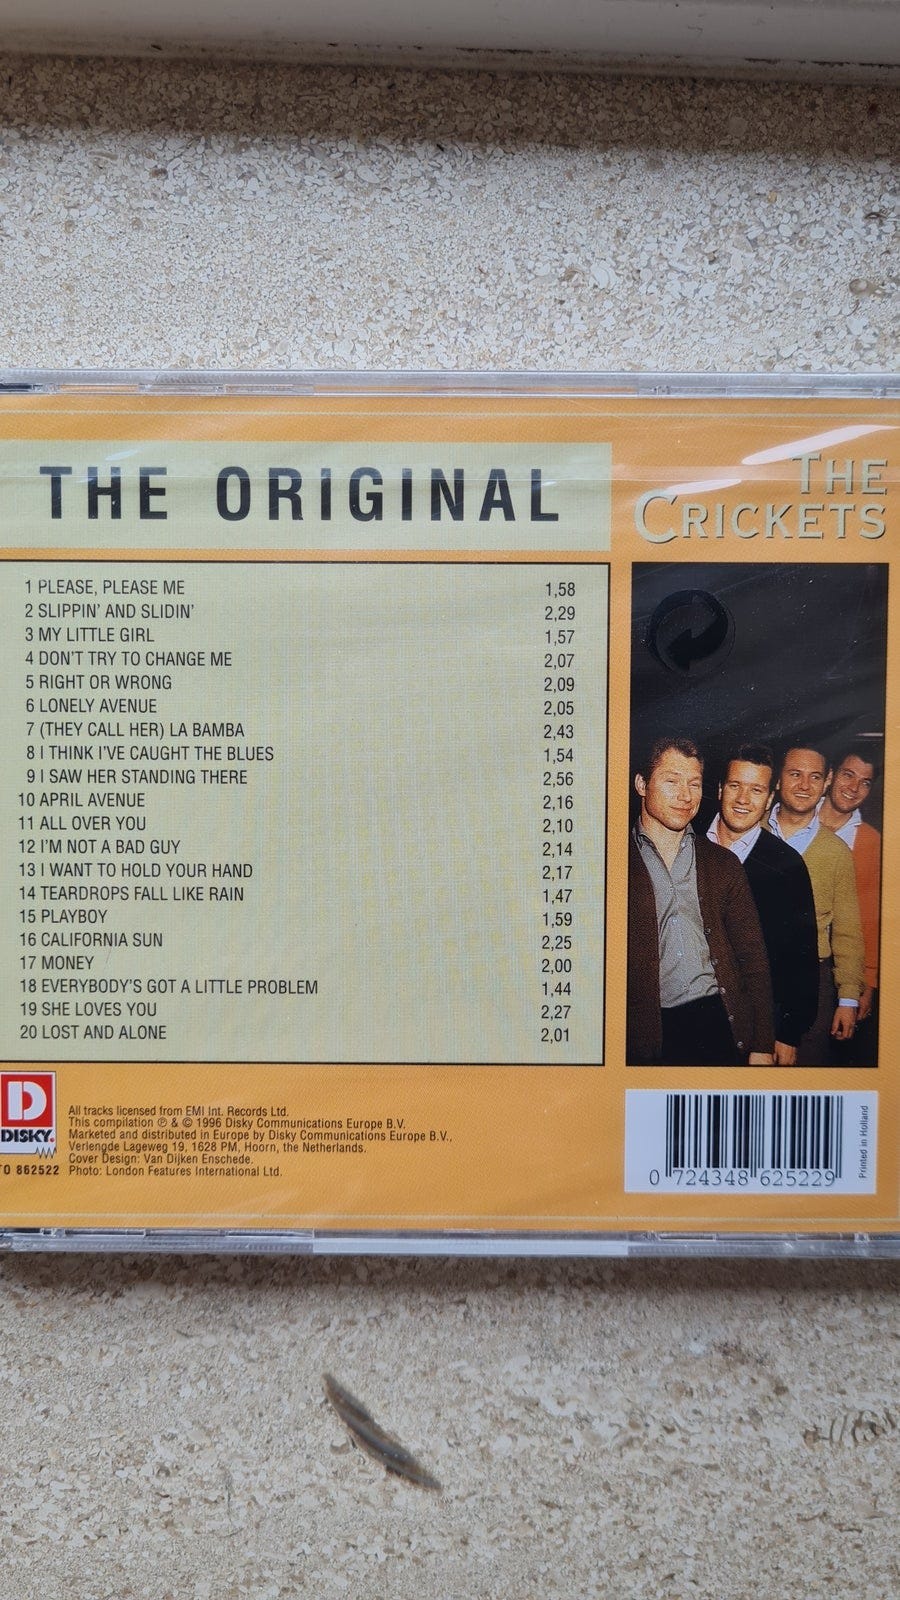 THE ORIGINAL
THE
CRICKETS
1 PLEASE, PLEASE ME 1,58
2 SLIPPIN' AND SLIDIN' 2,29
3 MY LITTLE GIRL 1,57
4 DON'T TRY TO CHANGE ME 2,07
5 RIGHT OR WRONG 2,09
6 LONELY AVENUE 2,05
7 (THEY CALL HER) LA BAMBA 2,43
8 I THINK I'VE CAUGHT THE BLUES 1,54
9 I SAW HER STANDING THERE 2,56
10 APRIL AVENUE 2,16
11 ALL OVER YOU 2,10
12 I'M NOT A BAD GUY 2,14
13 I WANT TO HOLD YOUR HAND 2,17
14 TEARDROPS FALL LIKE RAIN 1,47
15 PLAYBOY 1,59
16 CALIFORNIA SUN 2,25
17 MONEY 2,00
18 EVERYBODY'S GOT A LITTLE PROBLEM 1,44
19 SHE LOVES YOU 2,27
20 LOST AND ALONE 2,01
D
DISKY.
TO 862522
All tracks licensed from EMI Int. Records Ltd.
This compilation ℗ & © 1996 Disky Communications Europe B.V.
Marketed and distributed in Europe by Disky Communications Europe B.V.,
Verlengde Lageweg 19, 1628 PM, Hoorn, the Netherlands.
Cover Design: Van Dijken Enschede.
Photo: London Features International Ltd.
0 724348 625229
Printed in Holland